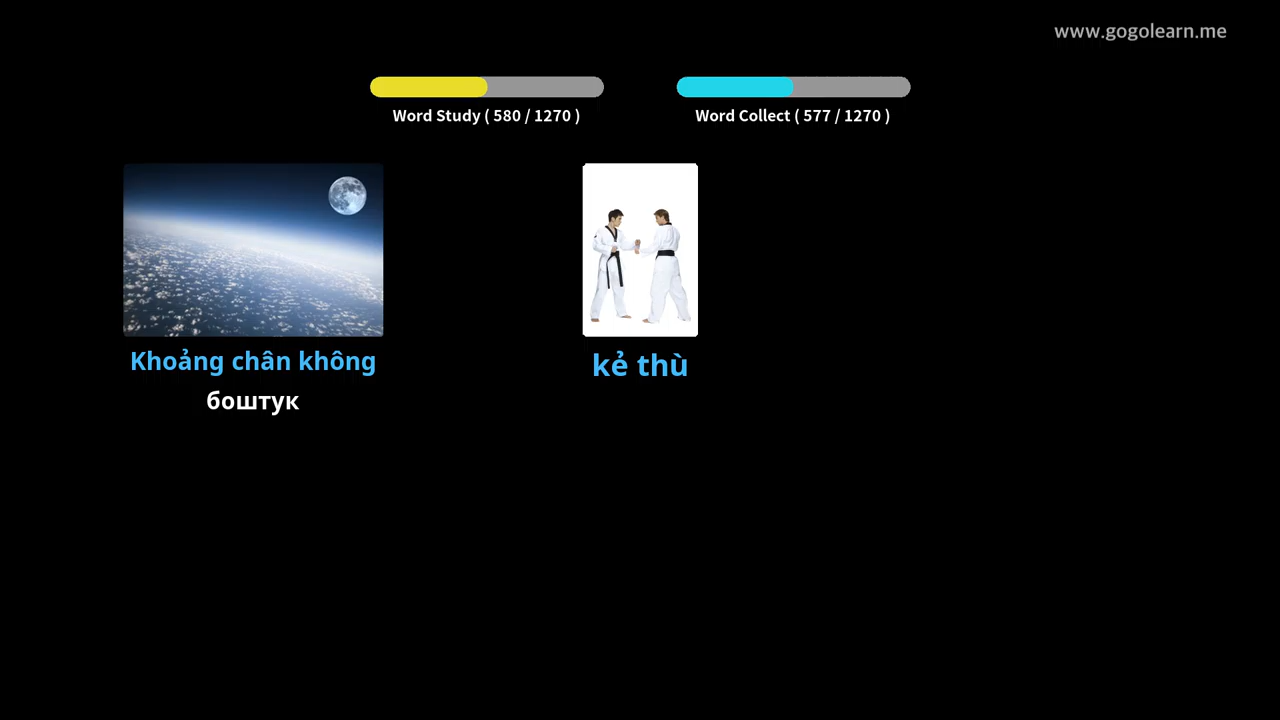 www.gogolearn.me
Word Study ( 580 / 1270 )
Word Collect ( 577 / 1270 )
Khoảng chân không
боштук
kẻ thù